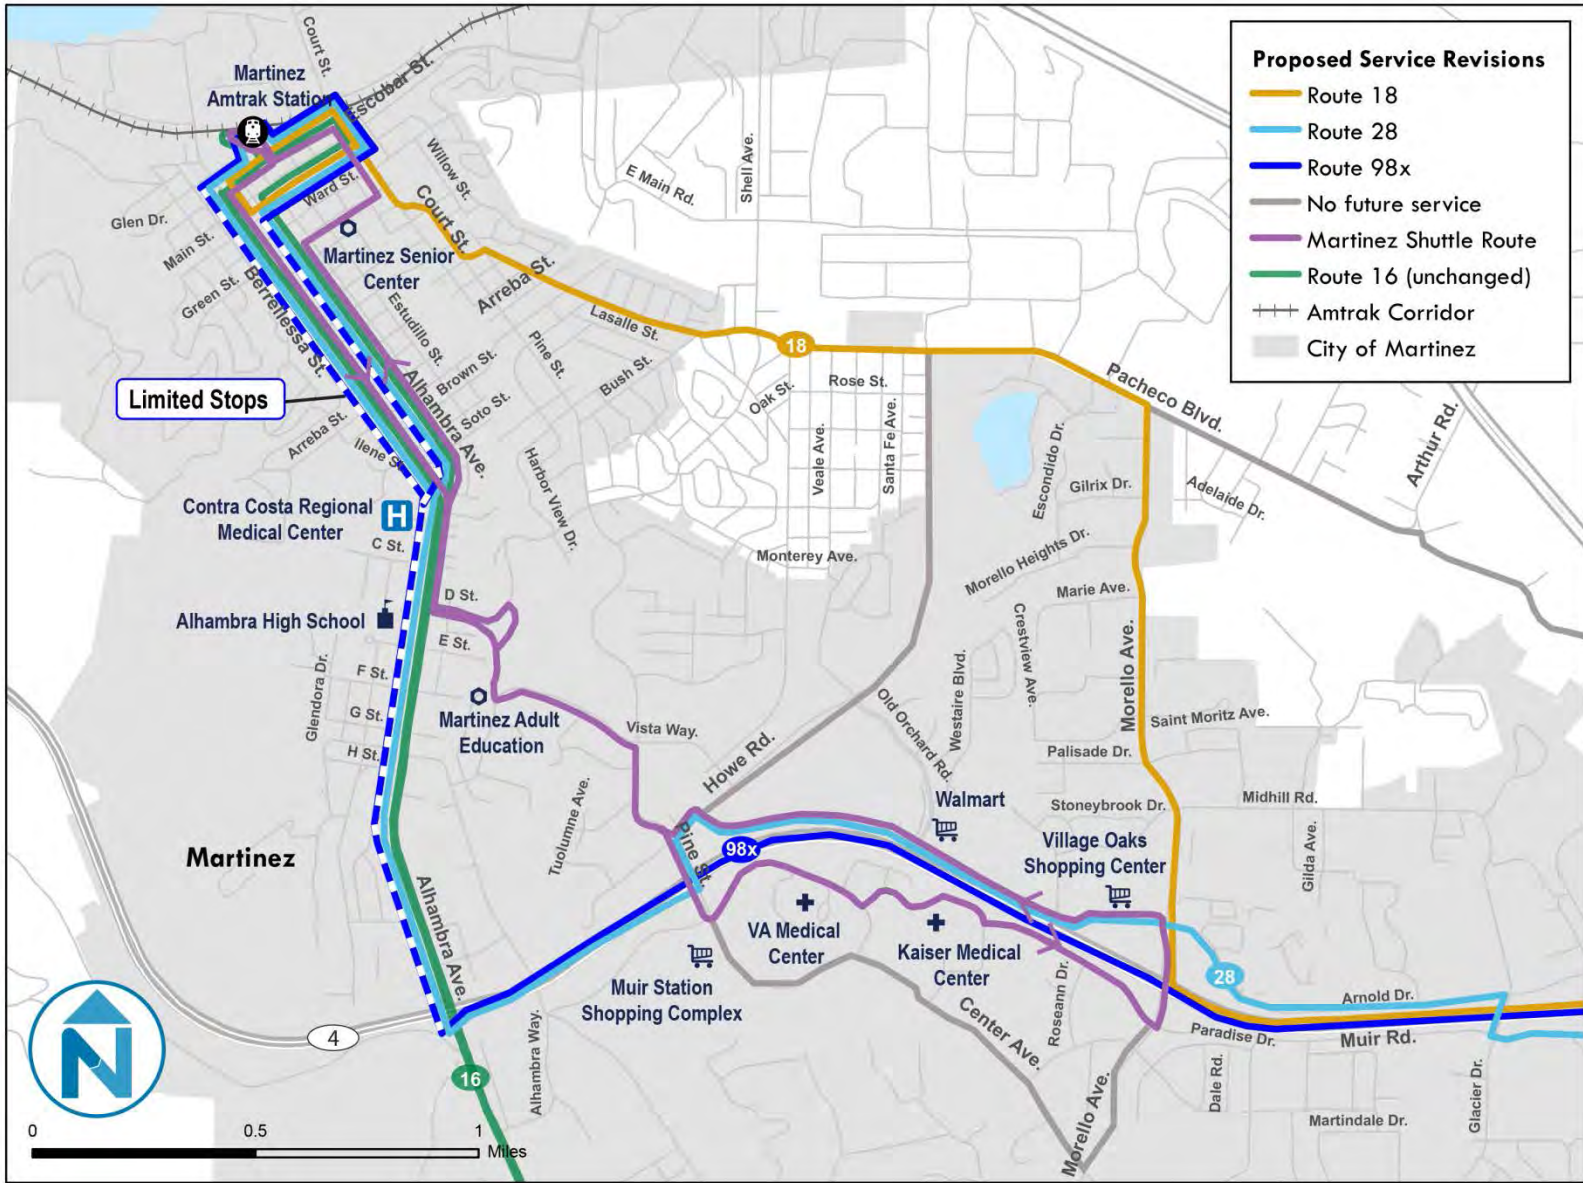 Proposed Service Revisions
Route 18
Route 28
Route 98x
No future service
Martinez Shuttle Route
Route 16 (unchanged)
Amtrak Corridor
City of Martinez
Court St.
Escobar St.
Martinez
Amtrak Station
Willow St.
Shell Ave.
E Main Rd.
Ward St.
Glen Dr.
Court St.
Main St.
Martinez Senior
Center
Green St.
Berrellessa St.
Arreba St.
Estudillo St.
Lasalle St.
18
Pine St.
Brown St.
Bush St.
Rose St.
Oak St.
Pacheco Blvd.
Limited Stops
Alhambra Ave.
Soto St.
Arreba St.
Ilene St.
Veale Ave.
Santa Fe Ave.
Escondido Dr.
Arthur Rd.
Harbor View Dr.
Gilrix Dr.
Adelaide Dr.
Contra Costa Regional
Medical Center
H
C St.
Monterey Ave.
Morello Heights Dr.
Marie Ave.
D St.
Alhambra High School
E St.
Crestview Ave.
Morello Ave.
Westaire Blvd.
F St.
Glendora Dr.
G St.
H St.
Martinez Adult
Education
Vista Way.
Old Orchard Rd.
Saint Moritz Ave.
Palisade Dr.
Howe Rd.
Tuolumne Ave.
Walmart
Stoneybrook Dr.
Midhill Rd.
Village Oaks
Shopping Center
Gilda Ave.
Pine St.
98x
Martinez
Alhambra Ave.
VA Medical
Center
Kaiser Medical
Center
Muir Station
Shopping Complex
Roseann Dr.
28
Arnold Dr.
Center Ave.
Paradise Dr.
Muir Rd.
4
16
Alhambra Way.
Dale Rd.
Glacier Dr.
Morello Ave.
Martindale Dr.
N
0 0.5 1
Miles